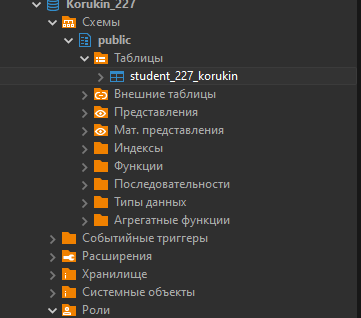 Korukin_227
Схемы
public
Таблицы
student_227_korukin
Внешние таблицы
Представления
Мат. представления
Индексы
Функции
Последовательности
Типы данных
Агрегатные функции
Событийные триггеры
Расширения
Хранилище
Системные объекты
Роли